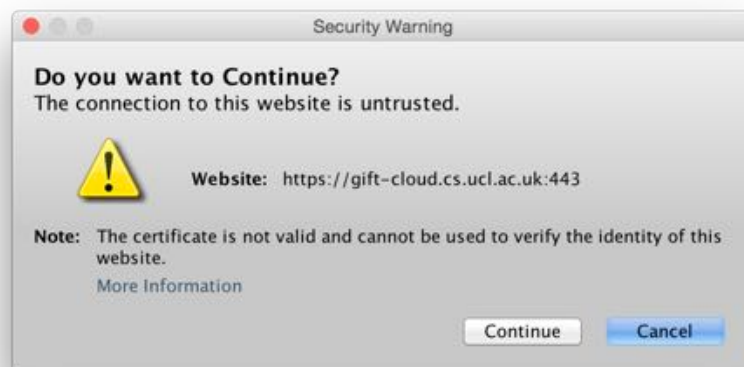 Security Warning
Do you want to Continue?
The connection to this website is untrusted.
Website: https://gift-cloud.cs.ucl.ac.uk:443
Note: The certificate is not valid and cannot be used to verify the identity of this
website.
More Information
Continue Cancel